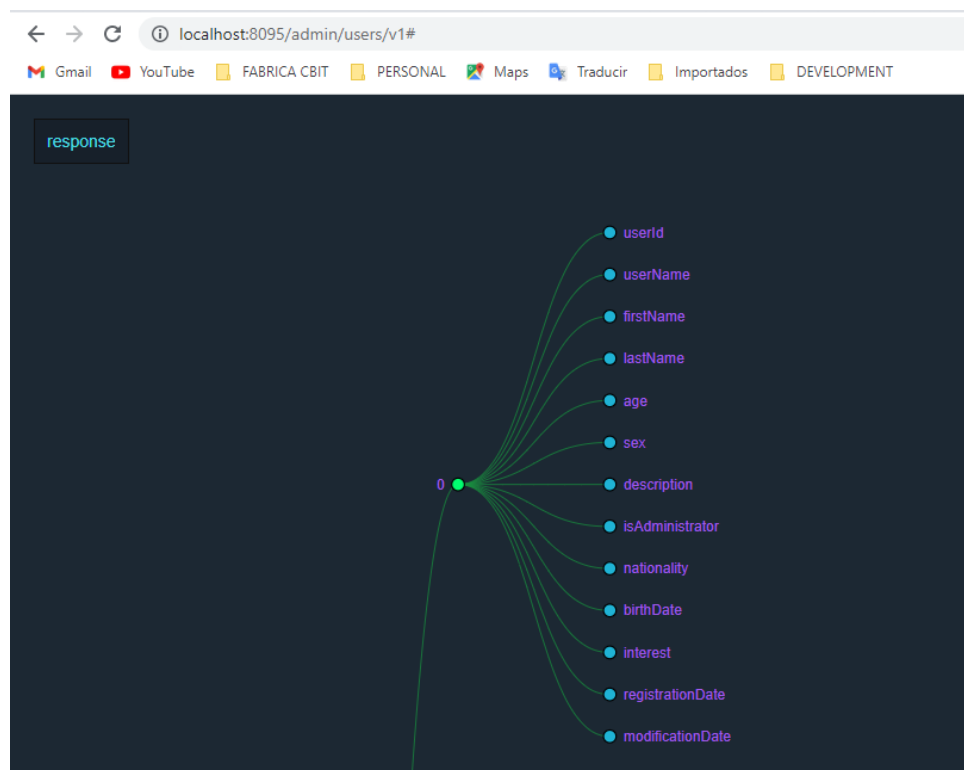 localhost:8095/admin/users/v1#
Gmail YouTube FABRICA CBIT PERSONAL Maps Traducir Importados DEVELOPMENT
response
userId
userName
firstName
lastName
age
sex
0
description
isAdministrator
nationality
birthDate
interest
registrationDate
modificationDate